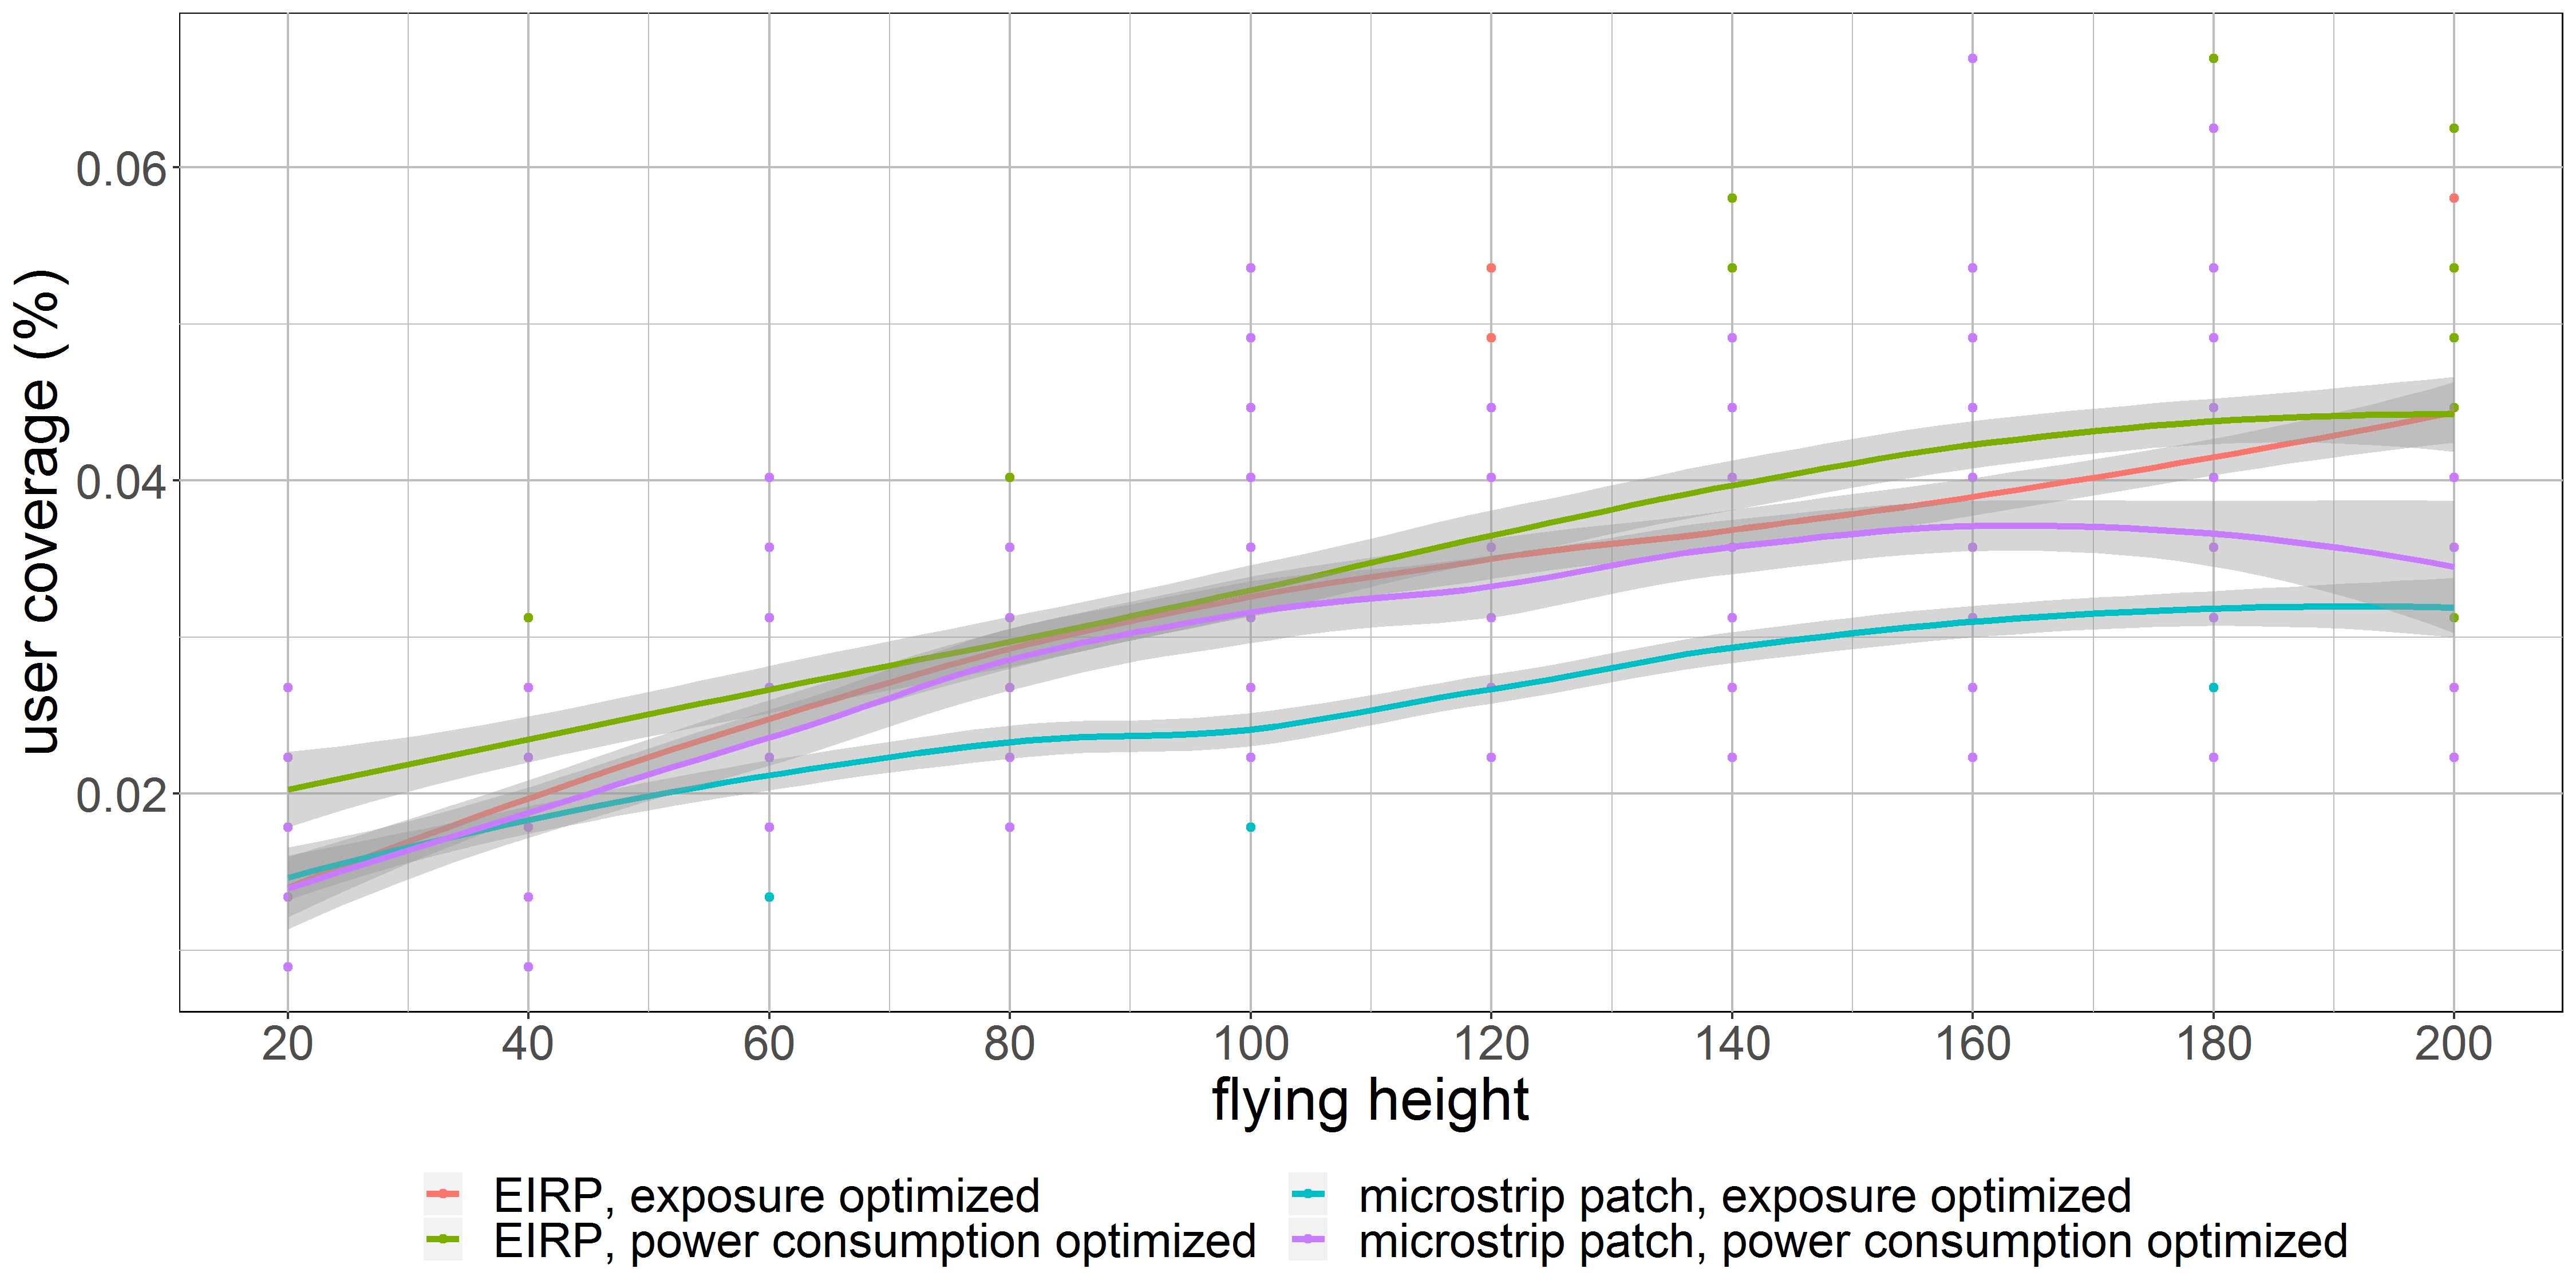 user coverage (%)
0.06
0.04
0.02
20 40 60 80 100 120 140 160 180 200
flying height
EIRP, exposure optimized
EIRP, power consumption optimized
microstrip patch, exposure optimized
microstrip patch, power consumption optimized